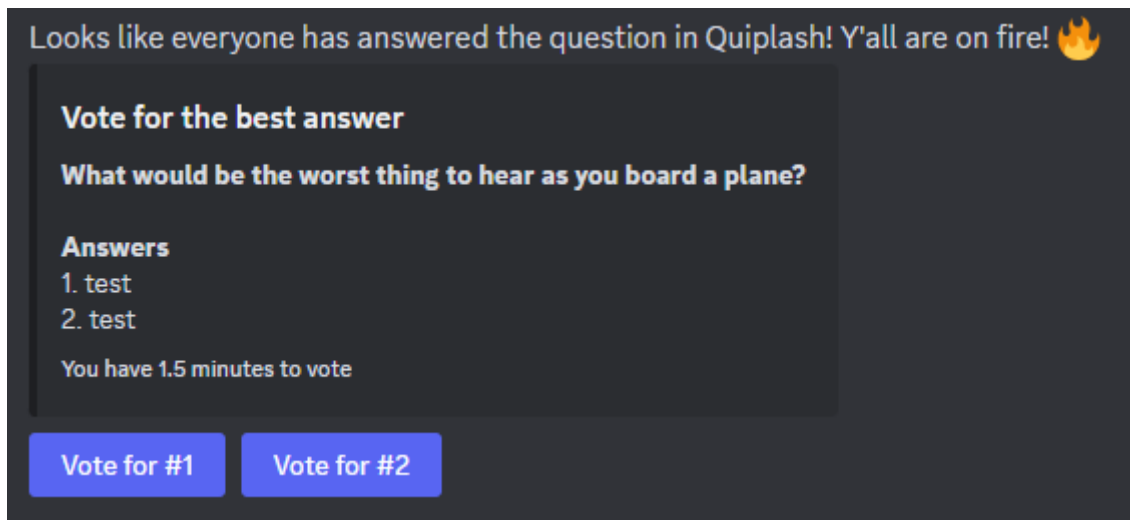 Looks like everyone has answered the question in Quiplash! Y'all are on fire! 🔥
Vote for the best answer
What would be the worst thing to hear as you board a plane?
Answers
1. test
2. test
You have 1.5 minutes to vote
Vote for #1
Vote for #2